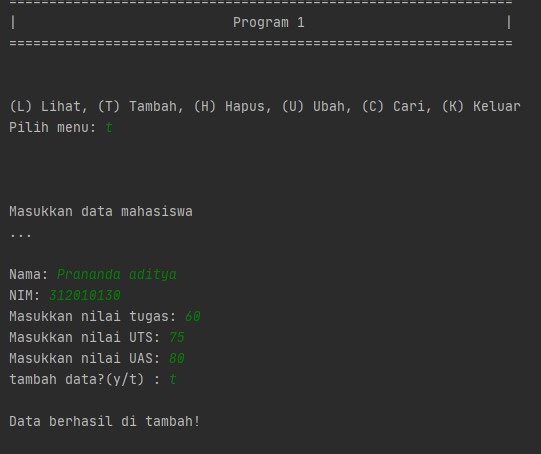 ===============================================================
|                           Program 1                         |
===============================================================
(L) Lihat, (T) Tambah, (H) Hapus, (U) Ubah, (C) Cari, (K) Keluar
Pilih menu: t
Masukkan data mahasiswa
...
Nama: Prananda aditya
NIM: 312010130
Masukkan nilai tugas: 60
Masukkan nilai UTS: 75
Masukkan nilai UAS: 80
tambah data?(y/t) : t
Data berhasil di tambah!